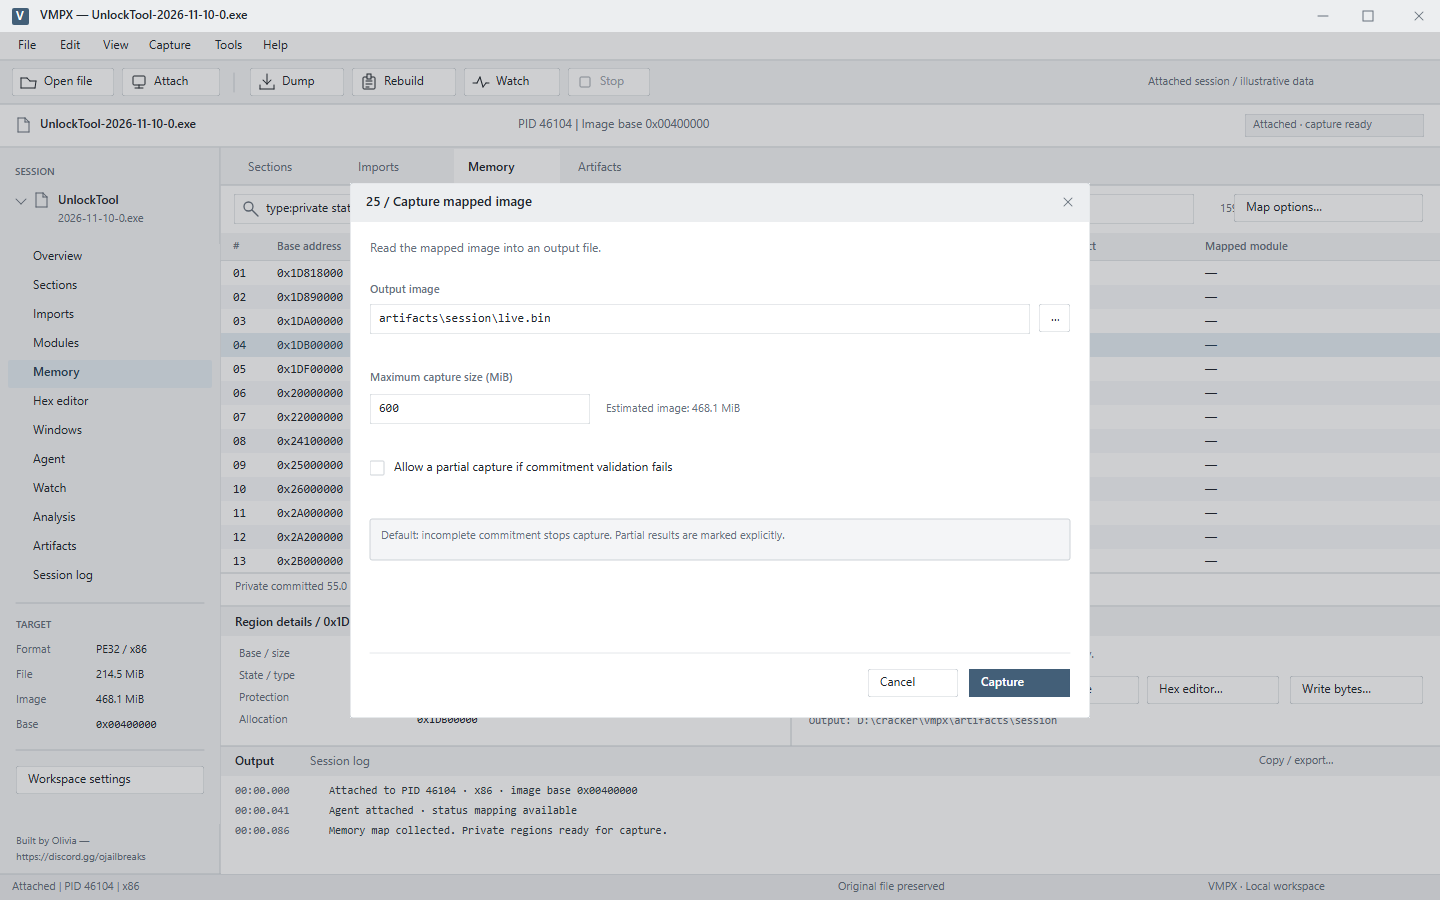 V VMPX — UnlockTool-2026-11-10-0.exe
File Edit View Capture Tools Help
Open file Attach Dump Rebuild Watch Stop Attached session / illustrative data
UnlockTool-2026-11-10-0.exe PID 46104 | Image base 0x00400000 Attached · capture ready
SESSION
UnlockTool
2026-11-10-0.exe
Overview
Sections
Imports
Modules
Memory
Hex editor
Windows
Agent
Watch
Analysis
Artifacts
Session log
TARGET
Format PE32 / x86
File 214.5 MiB
Image 468.1 MiB
Base 0x00400000
Workspace settings
Built by Olivia —
https://discord.gg/ojailbreaks
Sections Imports Memory Artifacts
type:private Map options...
# Base address Mapped module
01 0x1D818000 —
02 0x1D890000 —
03 0x1DA00000 —
04 0x1DB00000 —
05 0x1DF00000 —
06 0x20000000 —
07 0x22000000 —
08 0x24100000 —
09 0x25000000 —
10 0x26000000 —
11 0x2A000000 —
12 0x2A200000 —
13 0x2B000000 —
Private committed 55.0
Region details / 0x1D
Base / size
State / type
Protection
Allocation 0x1DB00000
Hex editor... Write bytes...
Output: D:\cracker\vmpx\artifacts\session
25 / Capture mapped image
Read the mapped image into an output file.
Output image
artifacts\session\live.bin ...
Maximum capture size (MiB)
600 Estimated image: 468.1 MiB
Allow a partial capture if commitment validation fails
Default: incomplete commitment stops capture. Partial results are marked explicitly.
Cancel Capture
Output Session log Copy / export...
00:00.000 Attached to PID 46104 · x86 · image base 0x00400000
00:00.041 Agent attached · status mapping available
00:00.086 Memory map collected. Private regions ready for capture.
Attached | PID 46104 | x86 Original file preserved VMPX · Local workspace